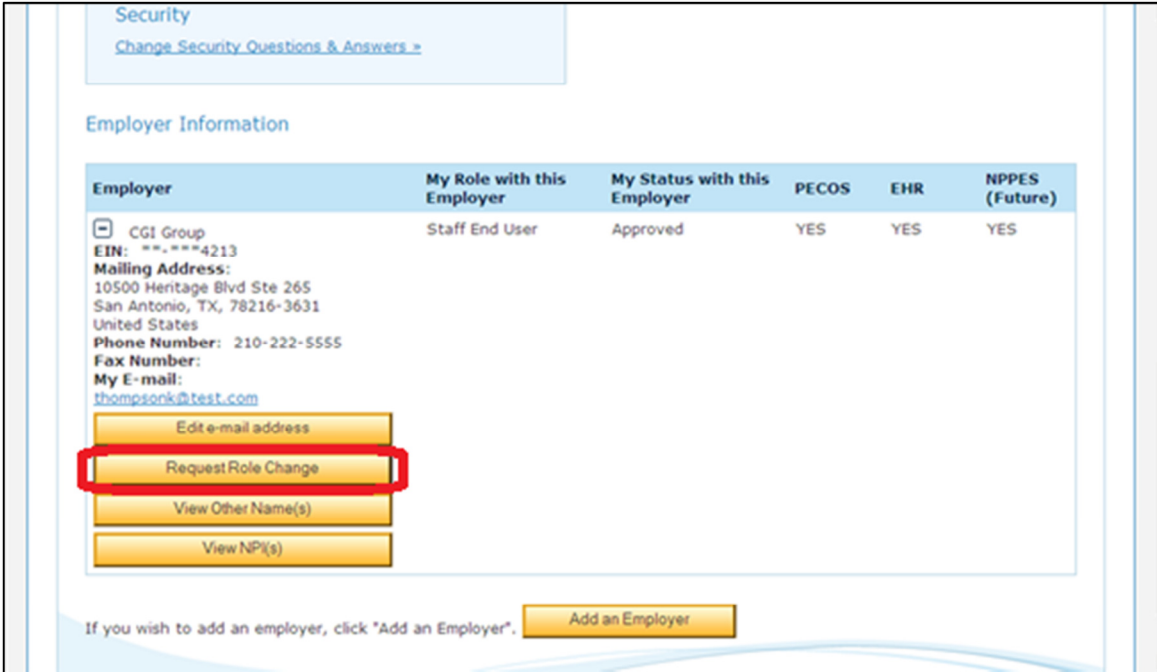 Security
Change Security Questions & Answers »
Employer Information
Employer
My Role with this Employer
My Status with this Employer
PECOS
EHR
NPPES (Future)
CGI Group
Staff End User
Approved
YES
YES
YES
EIN: **-***4213
Mailing Address:
10500 Heritage Blvd Ste 265
San Antonio, TX, 78216-3631
United States
Phone Number: 210-222-5555
Fax Number:
My E-mail:
thompsonk@test.com
Edit e-mail address
Request Role Change
View Other Name(s)
View NPI(s)
If you wish to add an employer, click "Add an Employer".
Add an Employer